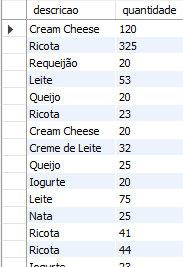 descricao quantidade
Cream Cheese 120
Ricota 325
Requeijão 20
Leite 53
Queijo 20
Ricota 23
Cream Cheese 20
Creme de Leite 32
Queijo 25
Iogurte 20
Leite 75
Nata 25
Ricota 41
Ricota 44
Iogurte 23